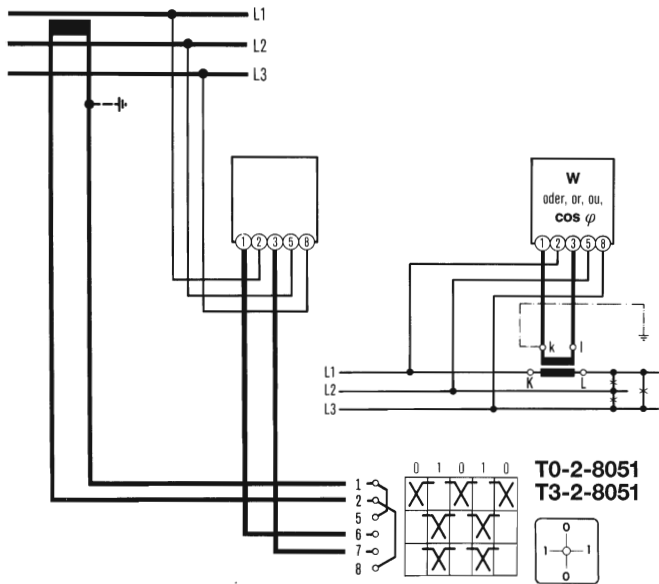 L1
L2
L3
1 2 3 5 8
W
oder, or, ou,
cos φ
1 2 3 5 8
k l
L1
K L
L2
L3
0 1 0 1 0
T0-2-8051
T3-2-8051
1
2
5
6
7
8
0
1 1
0